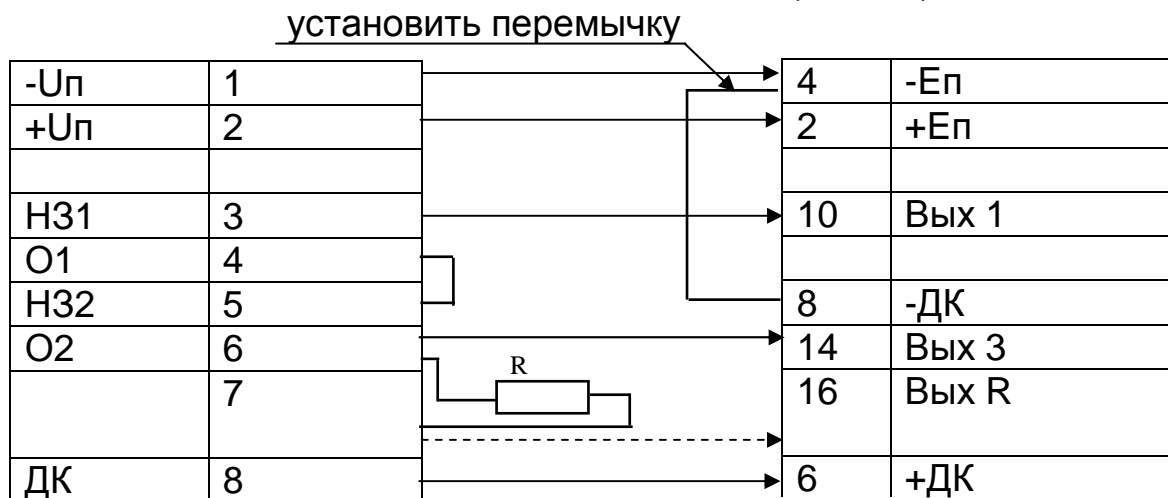 установить перемычку
-Uп 1 4 -Еп
+Uп 2 2 +Еп
НЗ1 3 10 Вых 1
О1 4
НЗ2 5 8 -ДК
О2 6 14 Вых 3
R
7 16 Вых R
ДК 8 6 +ДК